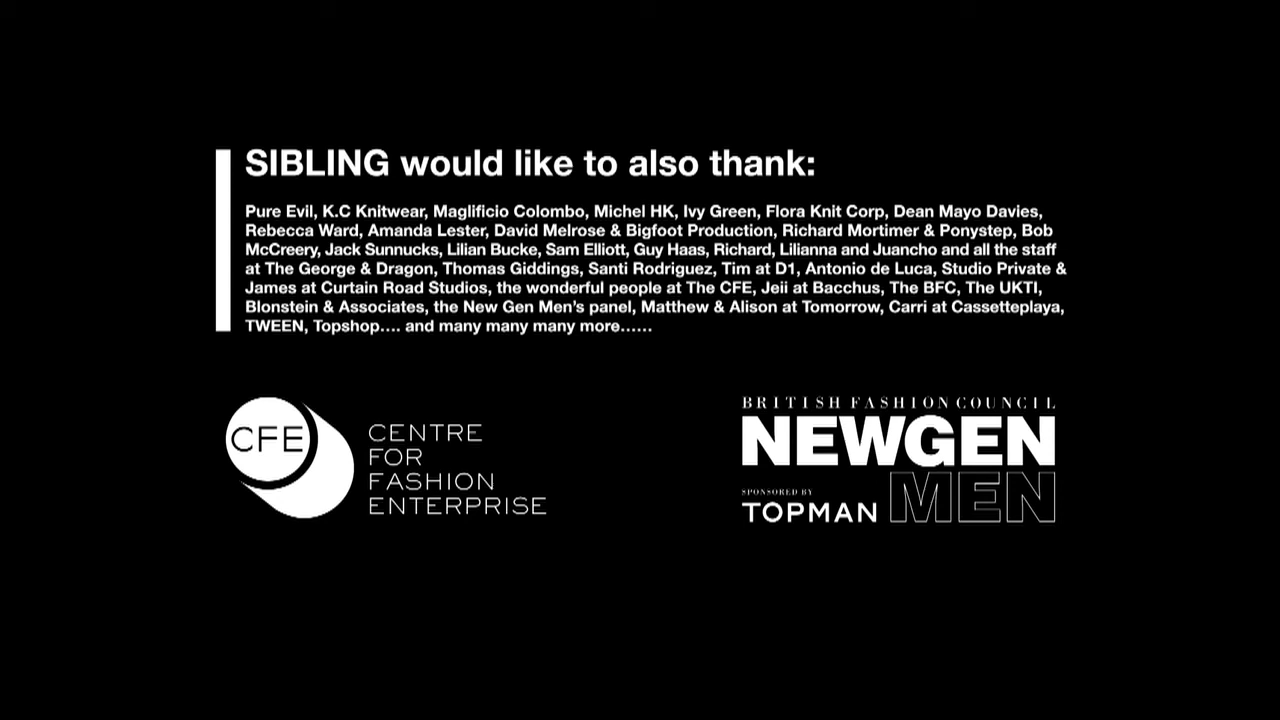 SIBLING would like to also thank:
Pure Evil, K.C Knitwear, Maglificio Colombo, Michel HK, Ivy Green, Flora Knit Corp, Dean Mayo Davies,
Rebecca Ward, Amanda Lester, David Melrose & Bigfoot Production, Richard Mortimer & Ponystep, Bob
McCreery, Jack Sunnucks, Lilian Bucke, Sam Elliott, Guy Haas, Richard, Lilianna and Juancho and all the staff
at The George & Dragon, Thomas Giddings, Santi Rodriguez, Tim at D1, Antonio de Luca, Studio Private &
James at Curtain Road Studios, the wonderful people at The CFE, Jeii at Bacchus, The BFC, The UKTI,
Blonstein & Associates, the New Gen Men's panel, Matthew & Alison at Tomorrow, Carri at Cassetteplaya,
TWEEN, Topshop.... and many many many more......
CFE
CENTRE
FOR
FASHION
ENTERPRISE
BRITISH FASHION COUNCIL
NEWGEN
MEN
SPONSORED BY
TOPMAN